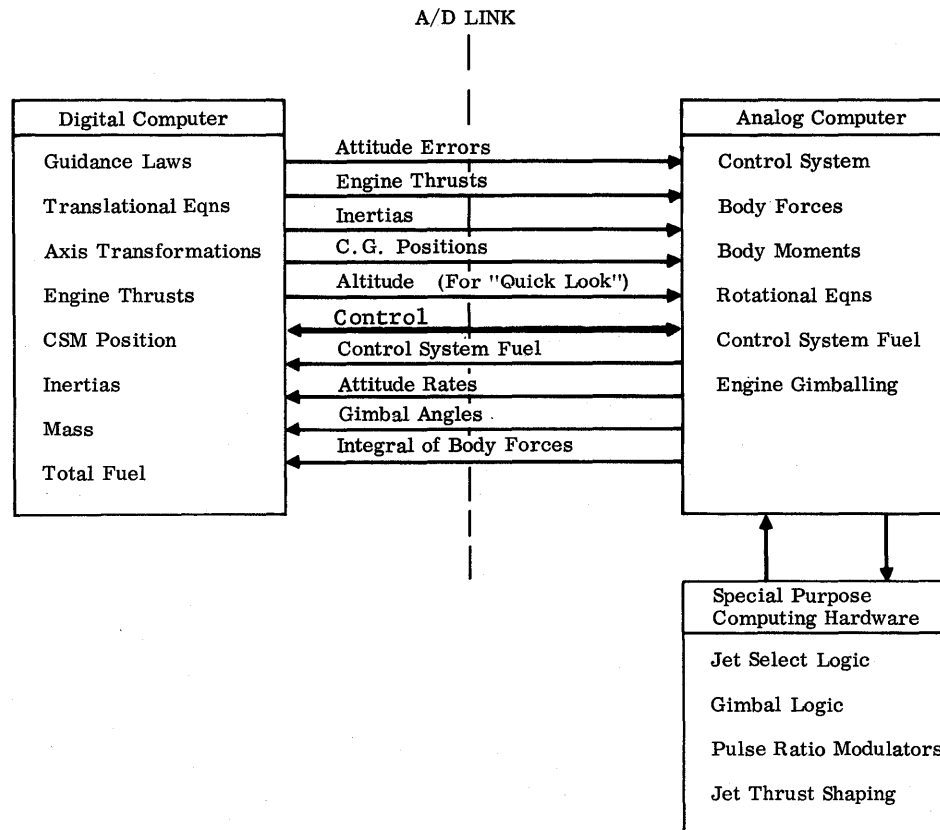 A/D LINK
Digital Computer
Guidance Laws
Translational Eqns
Axis Transformations
Engine Thrusts
CSM Position
Inertias
Mass
Total Fuel
Attitude Errors
Engine Thrusts
Inertias
C.G. Positions
Altitude (For "Quick Look")
Control
Control System Fuel
Attitude Rates
Gimbal Angles
Integral of Body Forces
Analog Computer
Control System
Body Forces
Body Moments
Rotational Eqns
Control System Fuel
Engine Gimballing
Special Purpose
Computing Hardware
Jet Select Logic
Gimbal Logic
Pulse Ratio Modulators
Jet Thrust Shaping